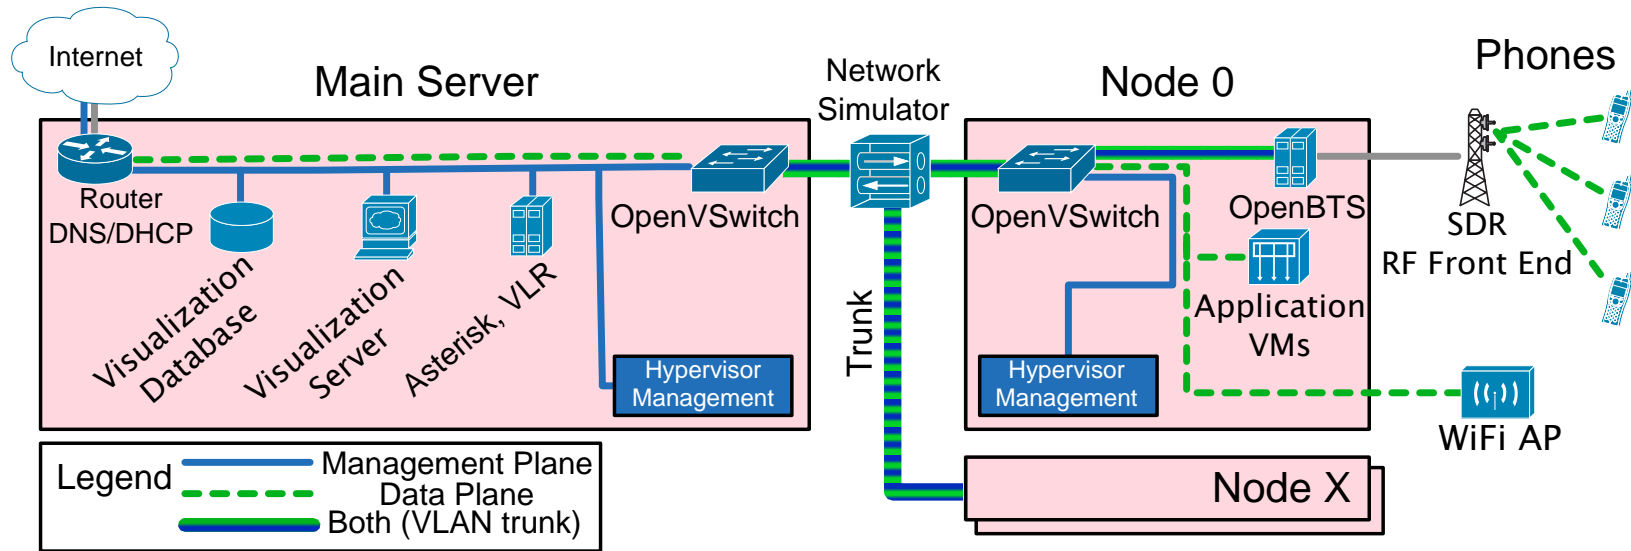 Internet
Main Server
Network
Simulator
Node 0
Phones
Router
DNS/DHCP
OpenVSwitch
OpenVSwitch
OpenBTS
SDR
RF Front End
Visualization
Database
Visualization
Server
Asterisk, VLR
Hypervisor
Management
Trunk
Application
VMs
Hypervisor
Management
WiFi AP
Node X
Legend
Management Plane
Data Plane
Both (VLAN trunk)